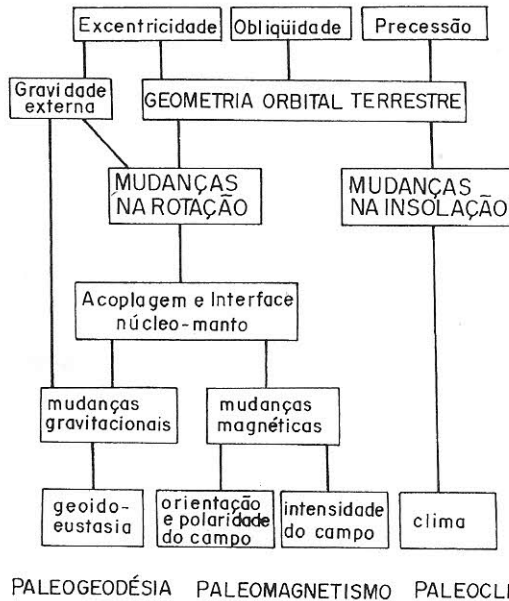 Excentricidade
Obliqüidade
Precessão
Gravidade
externa
GEOMETRIA ORBITAL TERRESTRE
MUDANÇAS
NA ROTAÇÃO
MUDANÇAS
NA INSOLAÇÃO
Acoplagem e Interface
núcleo-manto
mudanças
gravitacionais
mudanças
magnéticas
geoido-
eustasia
orientação
e polaridade
do campo
intensidade
do campo
clima
PALEOGEODÉSIA PALEOMAGNETISMO PALEOCLI